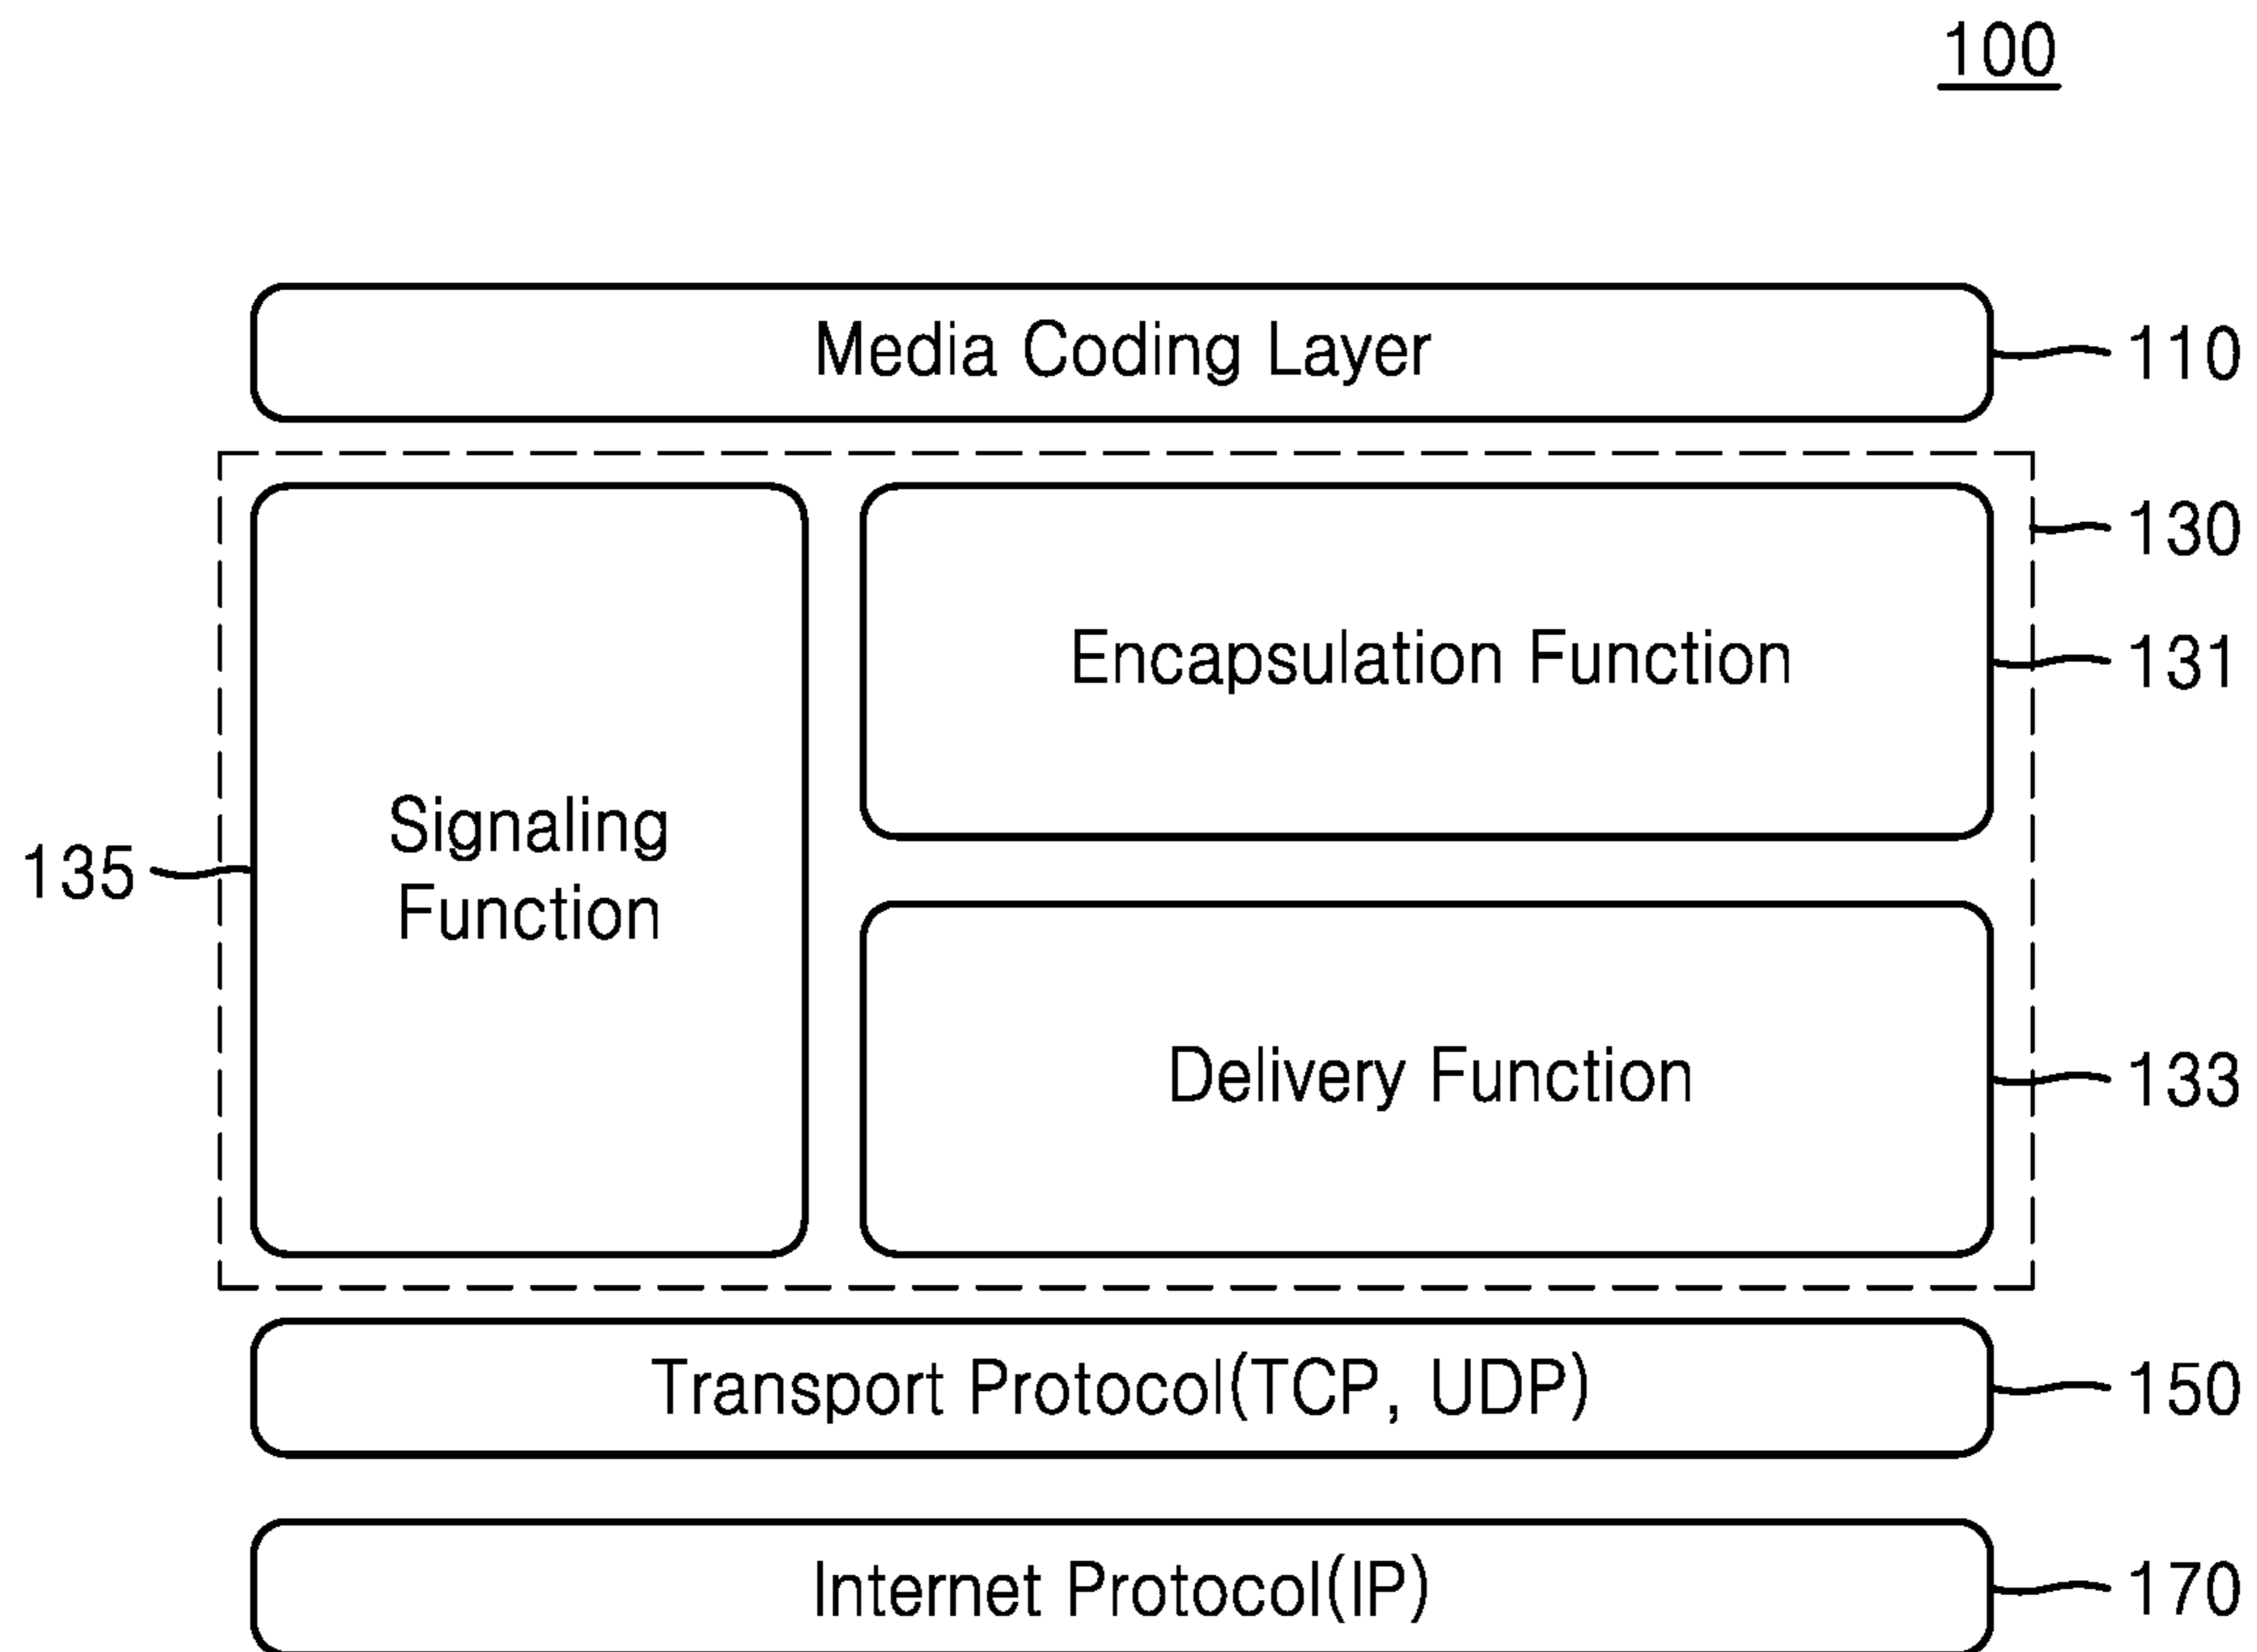 100
Media Coding Layer
110
130
Encapsulation Function
131
Signaling
Function
135
Delivery Function
133
Transport Protocol(TCP, UDP)
150
Internet Protocol(IP)
170